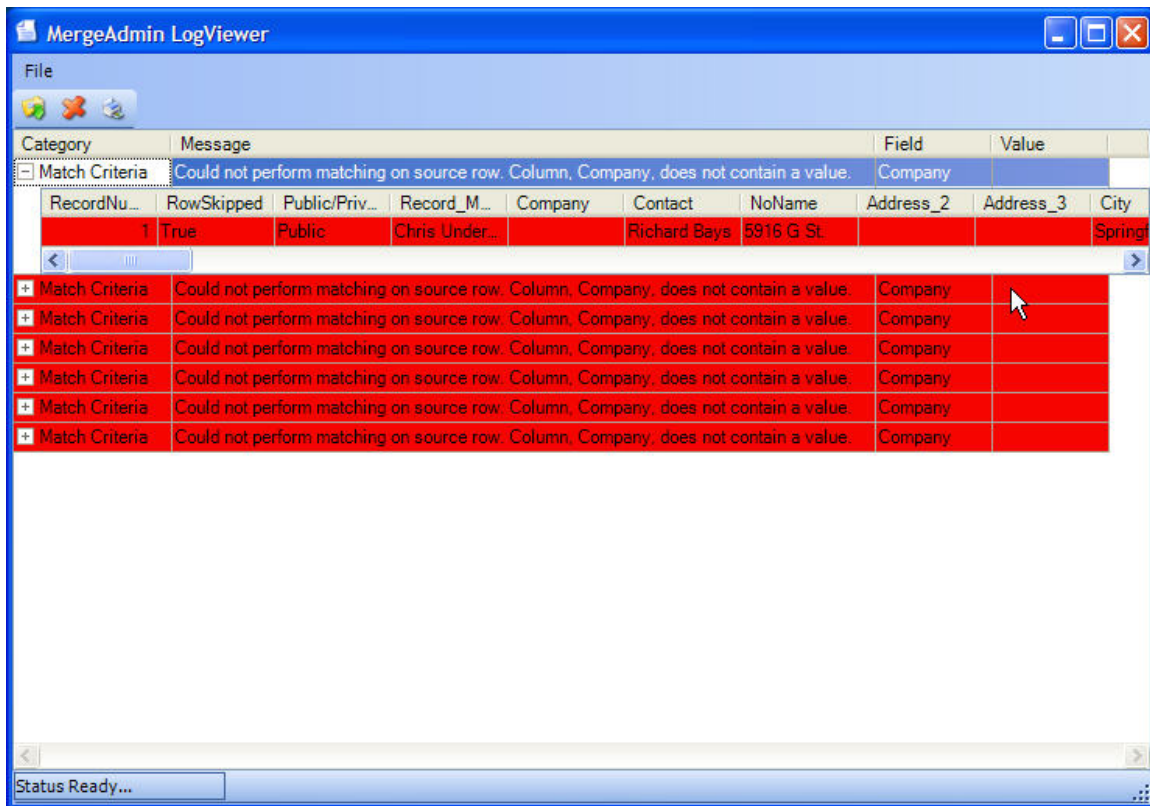 MergeAdmin LogViewer
File
Category Message Field Value
Match Criteria Could not perform matching on source row. Column, Company, does not contain a value. Company
RecordNu... RowSkipped Public/Priv... Record_M... Company Contact NoName Address_2 Address_3 City
1 True Public Chris Under... Richard Bays 5916 G St. Springf
Match Criteria Could not perform matching on source row. Column, Company, does not contain a value. Company
Match Criteria Could not perform matching on source row. Column, Company, does not contain a value. Company
Match Criteria Could not perform matching on source row. Column, Company, does not contain a value. Company
Match Criteria Could not perform matching on source row. Column, Company, does not contain a value. Company
Match Criteria Could not perform matching on source row. Column, Company, does not contain a value. Company
Match Criteria Could not perform matching on source row. Column, Company, does not contain a value. Company
Status Ready...